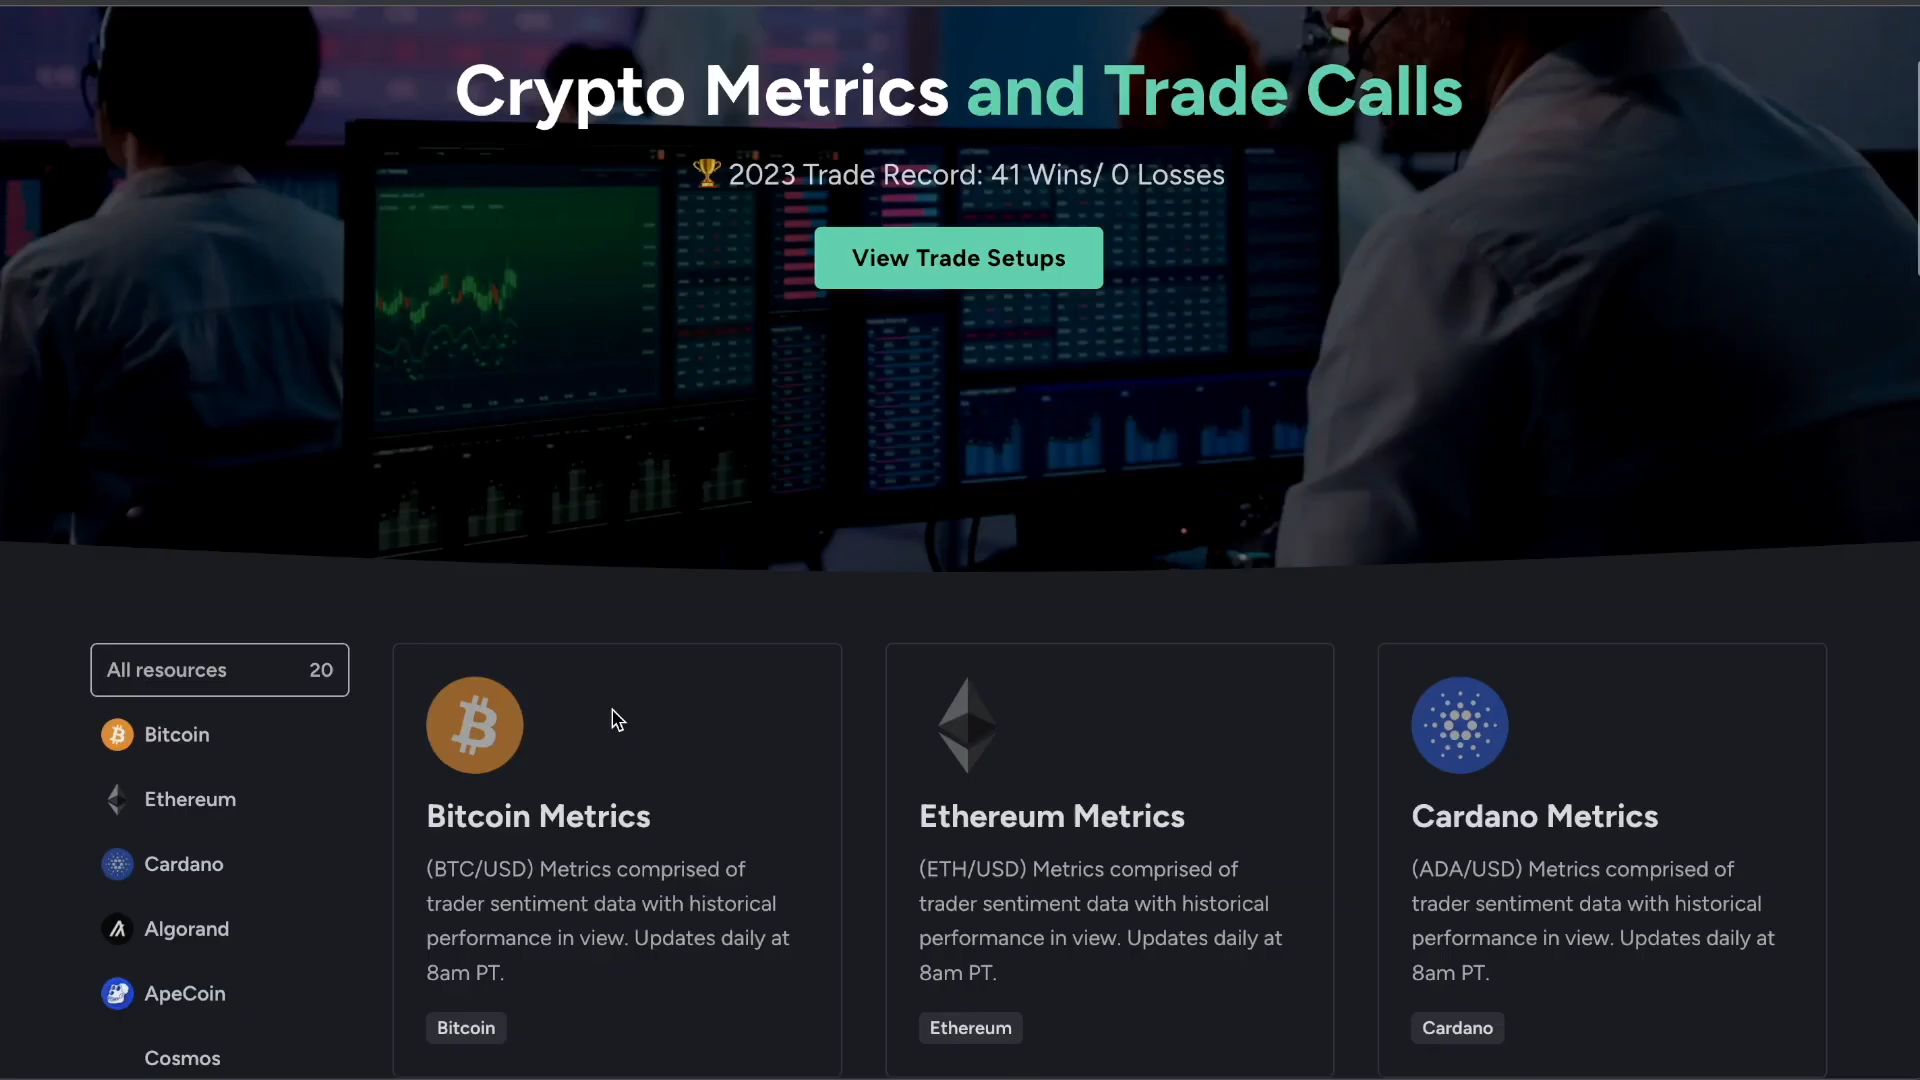 Crypto Metrics and Trade Calls
🏆 2023 Trade Record: 41 Wins/ 0 Losses
View Trade Setups
All resources 20
Bitcoin
Ethereum
Cardano
Algorand
ApeCoin
Cosmos
Bitcoin Metrics
(BTC/USD) Metrics comprised of
trader sentiment data with historical
performance in view. Updates daily at
8am PT.
Bitcoin
Ethereum Metrics
(ETH/USD) Metrics comprised of
trader sentiment data with historical
performance in view. Updates daily at
8am PT.
Ethereum
Cardano Metrics
(ADA/USD) Metrics comprised of
trader sentiment data with historical
performance in view. Updates daily at
8am PT.
Cardano